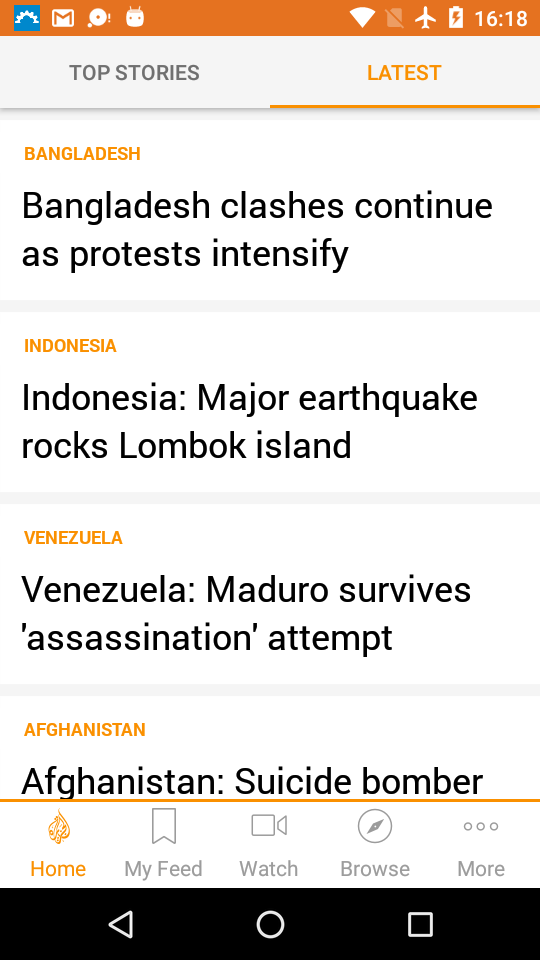 16:18
TOP STORIES
LATEST
BANGLADESH
Bangladesh clashes continue
as protests intensify
INDONESIA
Indonesia: Major earthquake
rocks Lombok island
VENEZUELA
Venezuela: Maduro survives
'assassination' attempt
AFGHANISTAN
Afghanistan: Suicide bomber
Home
My Feed
Watch
Browse
More